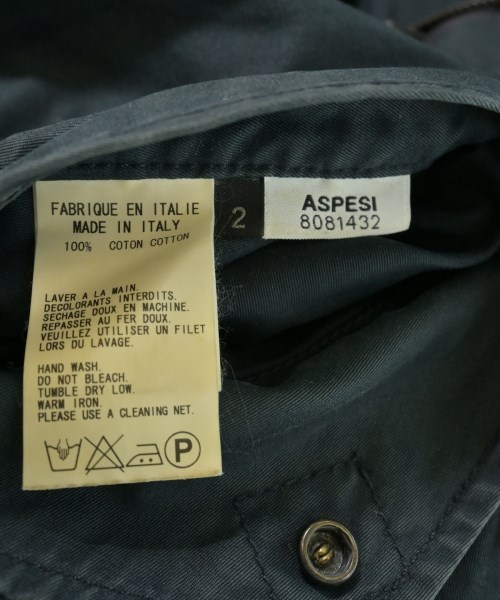 FABRIQUE EN ITALIE
MADE IN ITALY
100% COTON COTTON
LAVER A LA MAIN.
DECOLORANTS INTERDITS.
SECHAGE DOUX EN MACHINE.
REPASSER AU FER DOUX.
VEUILLEZ UTILISER UN FILET
LORS DU LAVAGE.
HAND WASH.
DO NOT BLEACH.
TUMBLE DRY LOW.
WARM IRON.
PLEASE USE A CLEANING NET.
P
2
ASPESI
8081432